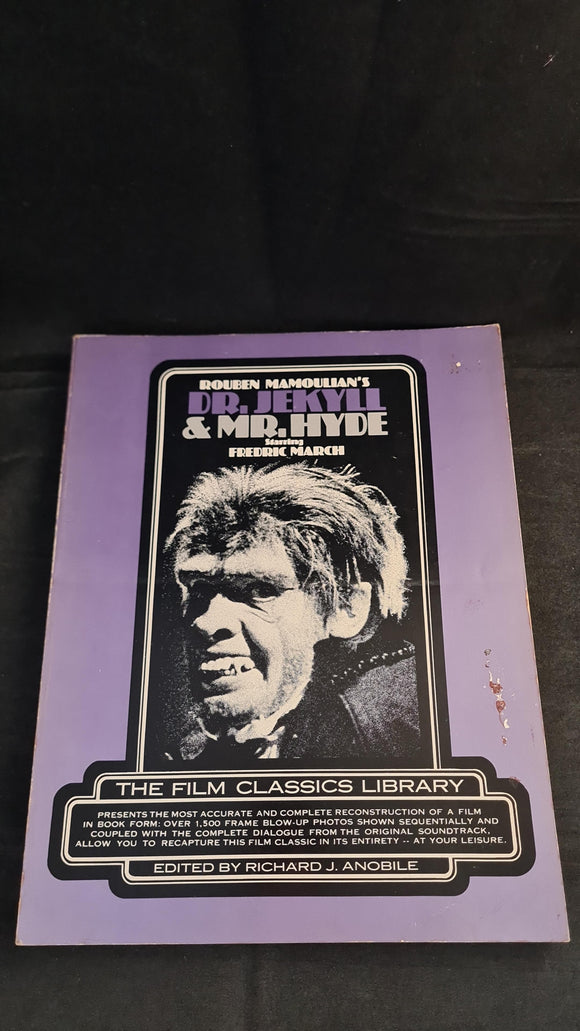 ROUBEN MAMOULIAN'S
DR. JEKYLL
& MR. HYDE
Starring
FREDRIC MARCH
THE FILM CLASSICS LIBRARY
PRESENTS THE MOST ACCURATE AND COMPLETE RECONSTRUCTION OF A FILM
IN BOOK FORM: OVER 1,500 FRAME BLOW-UP PHOTOS SHOWN SEQUENTIALLY AND
COUPLED WITH THE COMPLETE DIALOGUE FROM THE ORIGINAL SOUNDTRACK,
ALLOW YOU TO RECAPTURE THIS FILM CLASSIC IN ITS ENTIRETY -- AT YOUR LEISURE.
EDITED BY RICHARD J. ANOBILE